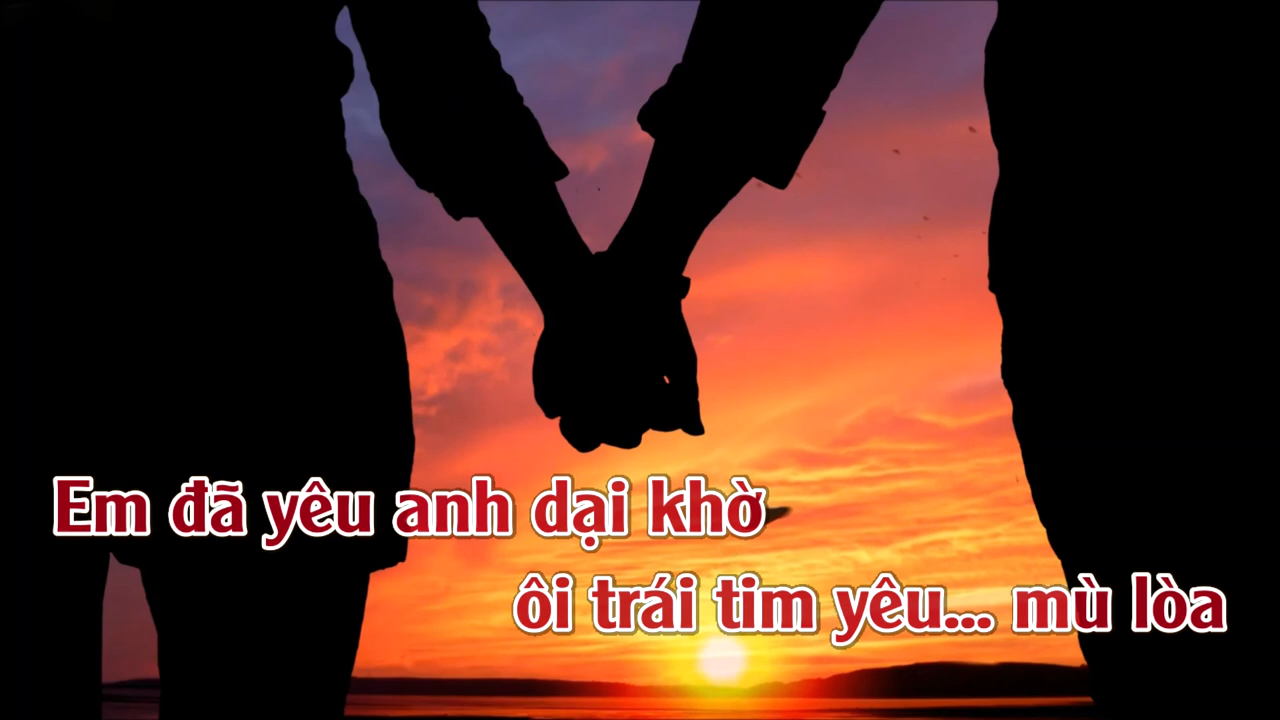 Em đã yêu anh dại khờ
ôi trái tim yêu... mù lòa